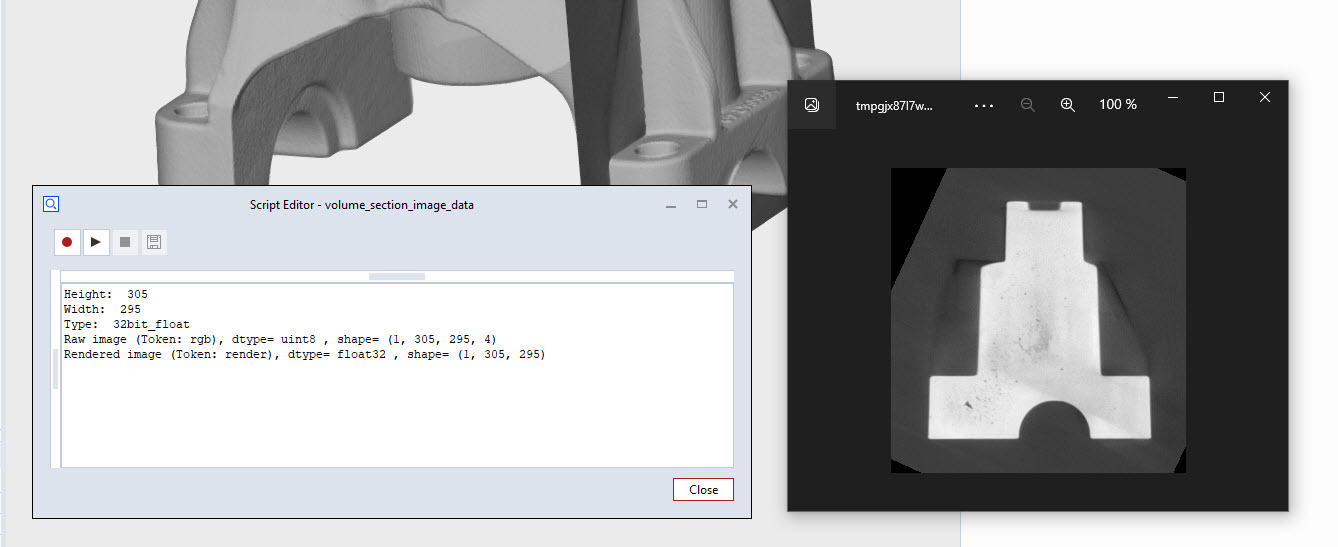 tmpgjx87l7w... ... 100 %
Script Editor - volume_section_image_data
Height:  305
Width:  295
Type:  32bit_float
Raw image (Token: rgb), dtype= uint8 , shape= (1, 305, 295, 4)
Rendered image (Token: render), dtype= float32 , shape= (1, 305, 295)
Close